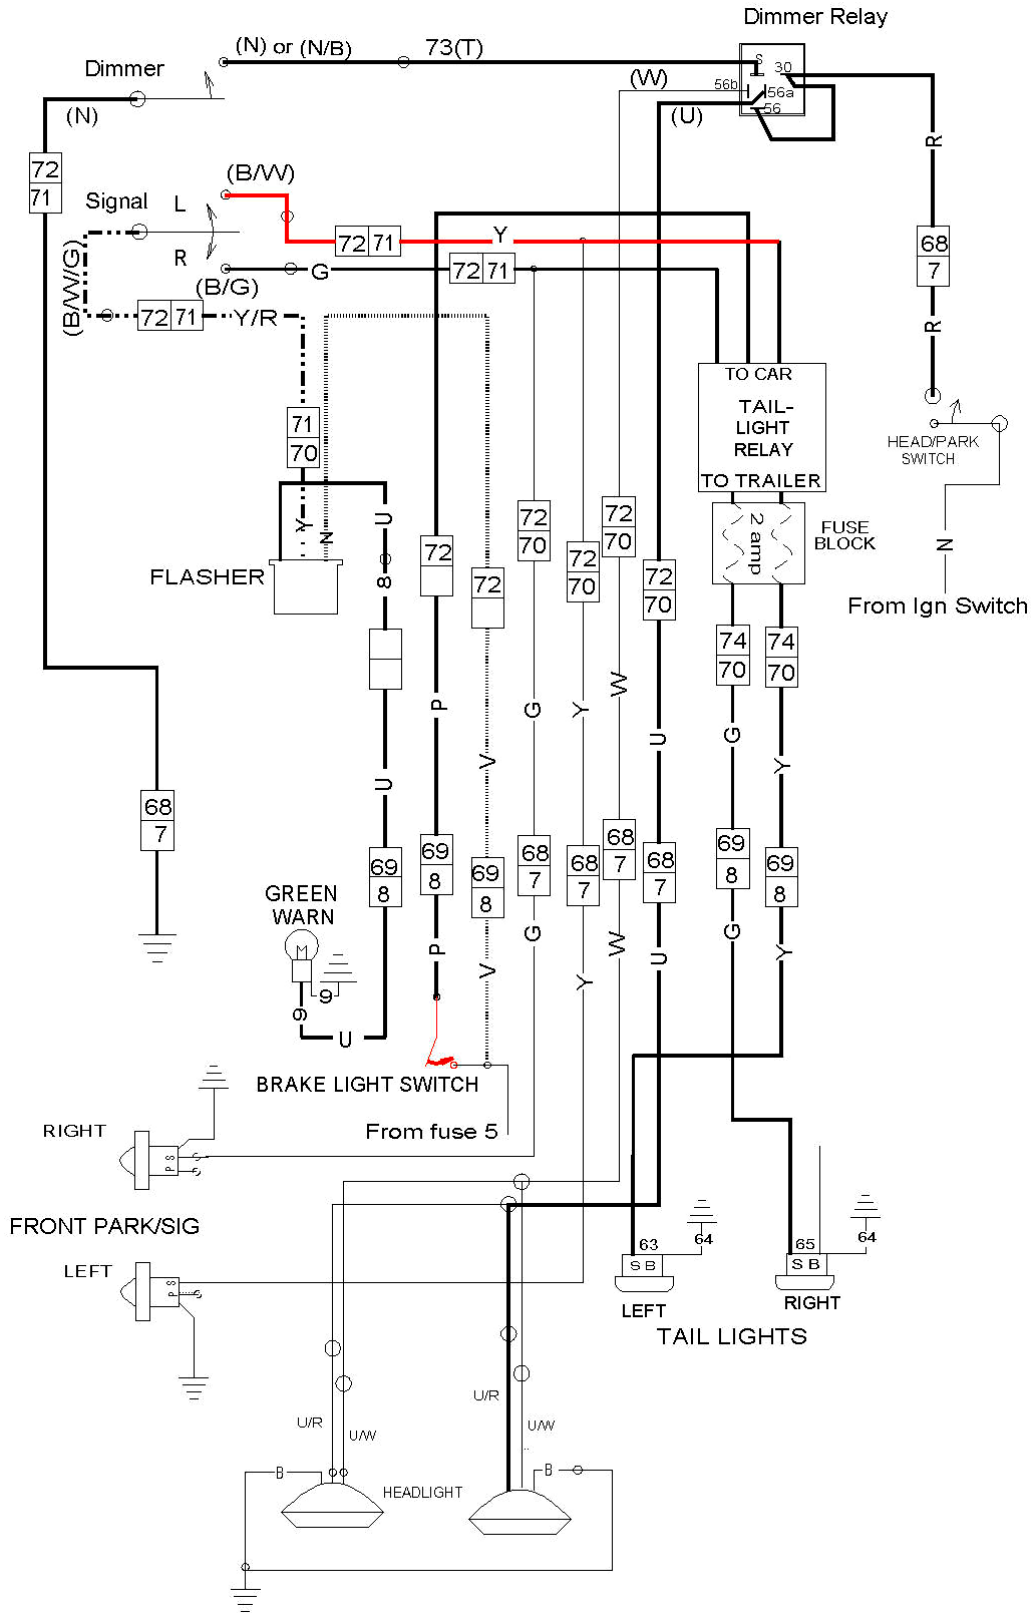 Dimmer Relay
(N) or (N/B)
73(T)
S
30
Dimmer
(W)
56b
56a
56
(N)
(U)
R
72
71
(B/W)
Signal
L
R
Y
72 71
68
7
(B/W/G)
(B/G)
G
72 71
72 71
Y/R
R
TO CAR
TAIL-
LIGHT
RELAY
TO TRAILER
HEAD/PARK
SWITCH
71
70
U
Y
N
72
70
72
70
2 amp
FUSE
BLOCK
N
FLASHER
8
72
72
72
70
72
70
From Ign Switch
74
70
74
70
P
G
Y
W
U
G
Y
V
U
68
7
69
8
69
8
69
8
68
7
68
7
68
7
68
7
69
8
69
8
GREEN
WARN
M
9
9
U
P
V
G
Y
W
U
G
Y
BRAKE LIGHT SWITCH
From fuse 5
RIGHT
P S
FRONT PARK/SIG
LEFT
P S
63
S B
64
LEFT
65
S B
64
RIGHT
TAIL LIGHTS
U/R
U/W
U/R
U/W
B
HEADLIGHT
B